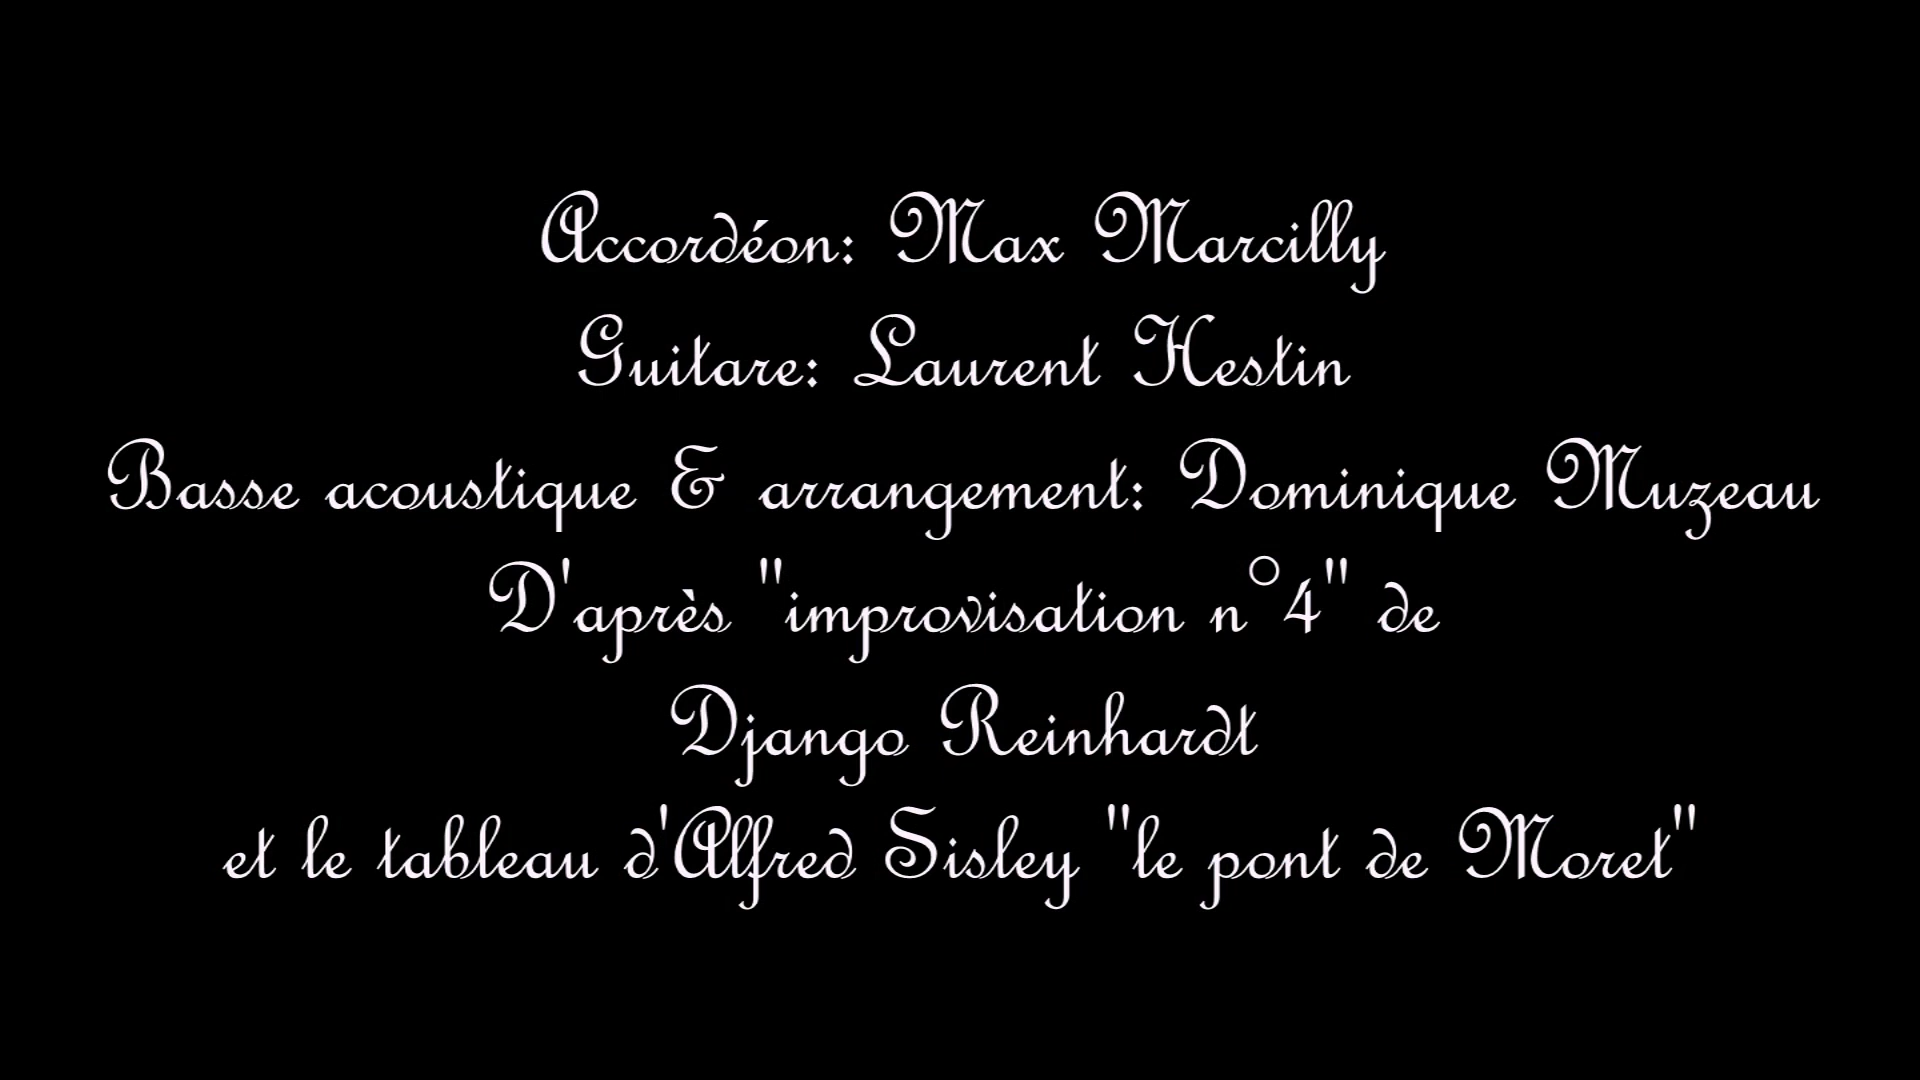 Accordéon: Max Marcilly
Guitare: Laurent Hestin
Basse acoustique & arrangement: Dominique Muzeau
D'après "improvisation n°4" de
Django Reinhardt
et le tableau d'Alfred Sisley "le pont de Moret"